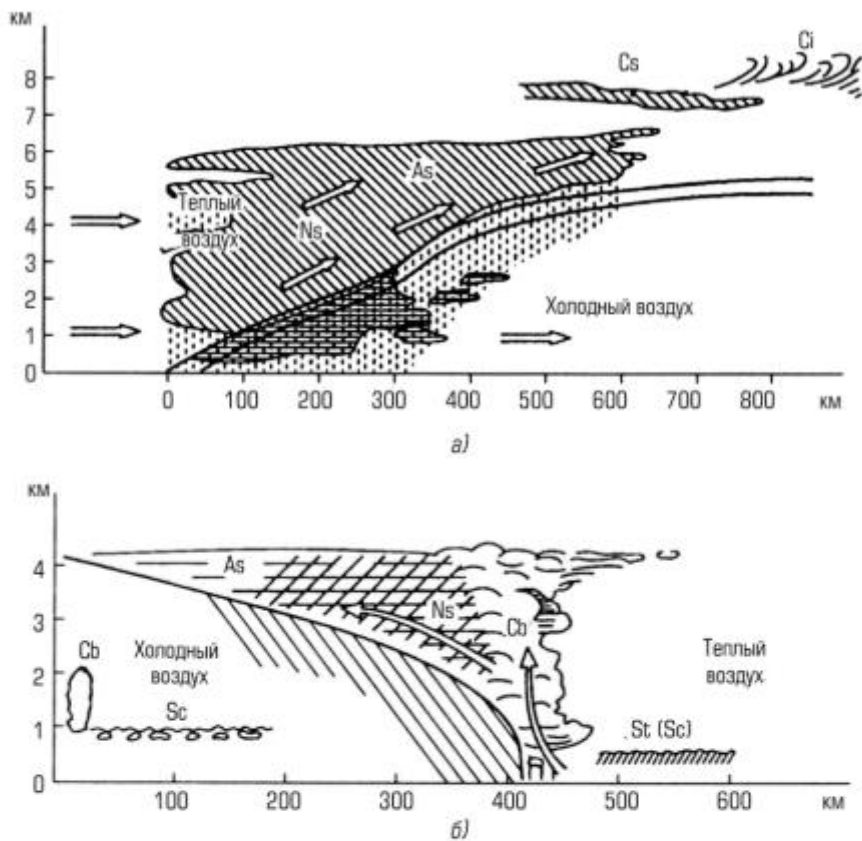 км
Ci
Cs
8
7
6
As
5
Теплый
4
Ns
воздух
3
2
Холодный воздух
1
0
0 100 200 300 400 500 600 700 800 км
а)
км
4
As
Ns
3
Cb
Cb
Холодный
воздух
Теплый
воздух
2
Sc
1
St (Sc)
0
100 200 300 400 500 600 км
б)